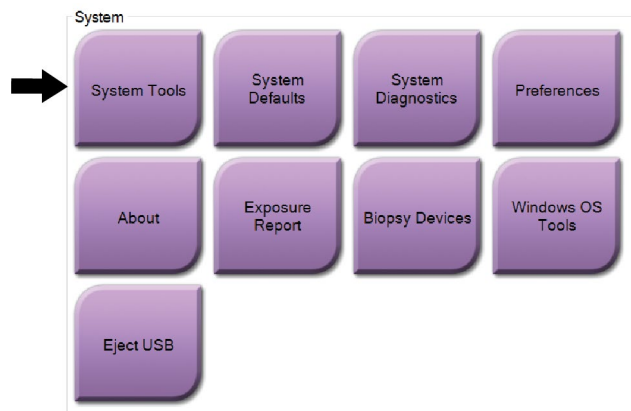 System
System Tools
System
Defaults
System
Diagnostics
Preferences
About
Exposure
Report
Biopsy Devices
Windows OS
Tools
Eject USB